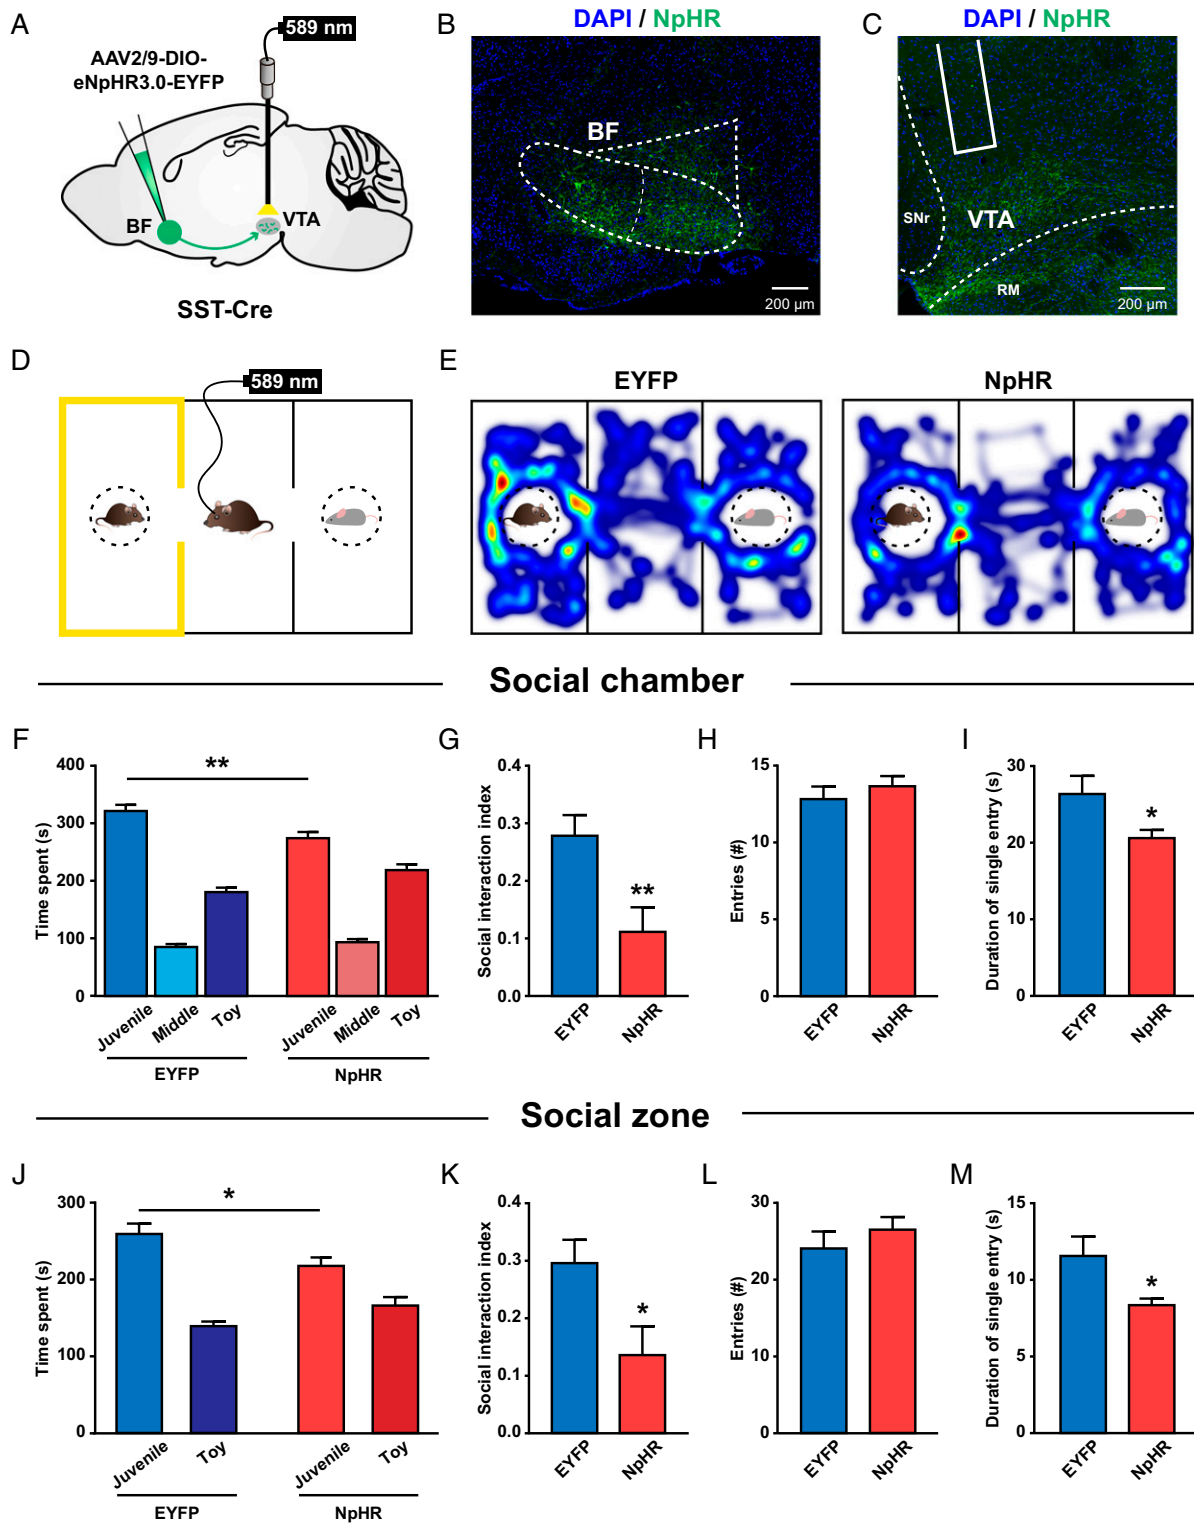 A
589 nm
AAV2/9-DIO-
eNpHR3.0-EYFP
BF
VTA
SST-Cre
B
DAPI / NpHR
BF
200 µm
C
DAPI / NpHR
SNr
VTA
RM
200 µm
D
589 nm
E
EYFP
NpHR
Social chamber
F
Time spent (s)
400
300
200
100
0
Juvenile
Middle
Toy
Juvenile
Middle
Toy
EYFP
NpHR
**
G
Social interaction index
0.4
0.3
0.2
0.1
0.0
**
EYFP
NpHR
H
Entries (#)
15
10
5
0
EYFP
NpHR
I
Duration of single entry (s)
30
20
10
0
*
EYFP
NpHR
Social zone
J
Time spent (s)
300
200
100
0
*
Juvenile
Toy
Juvenile
Toy
EYFP
NpHR
K
Social interaction index
0.4
0.3
0.2
0.1
0.0
*
EYFP
NpHR
L
Entries (#)
30
20
10
0
EYFP
NpHR
M
Duration of single entry (s)
15
10
5
0
*
EYFP
NpHR